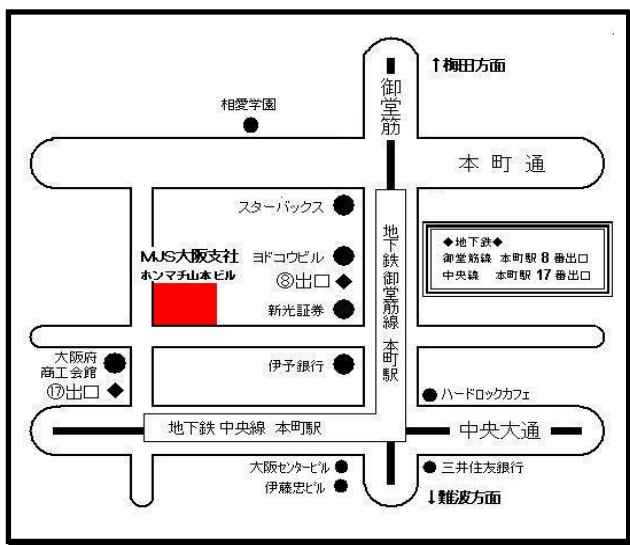 ↑梅田方面
御堂筋
相愛学園
本町通
スターバックス
地下鉄御堂筋線 本町駅
◆地下鉄◆
御堂筋線 本町駅 8 番出口
中央線 本町駅 17 番出口
MJS大阪支社
ホンマチ山本ビル
ヨドコウビル
⑧出口◆
新光証券
大阪府
商工会館
⑰出口◆
伊予銀行
ハードロックカフェ
地下鉄 中央線 本町駅
中央大通
大阪センタービル
伊藤忠ビル
三井住友銀行
↓難波方面